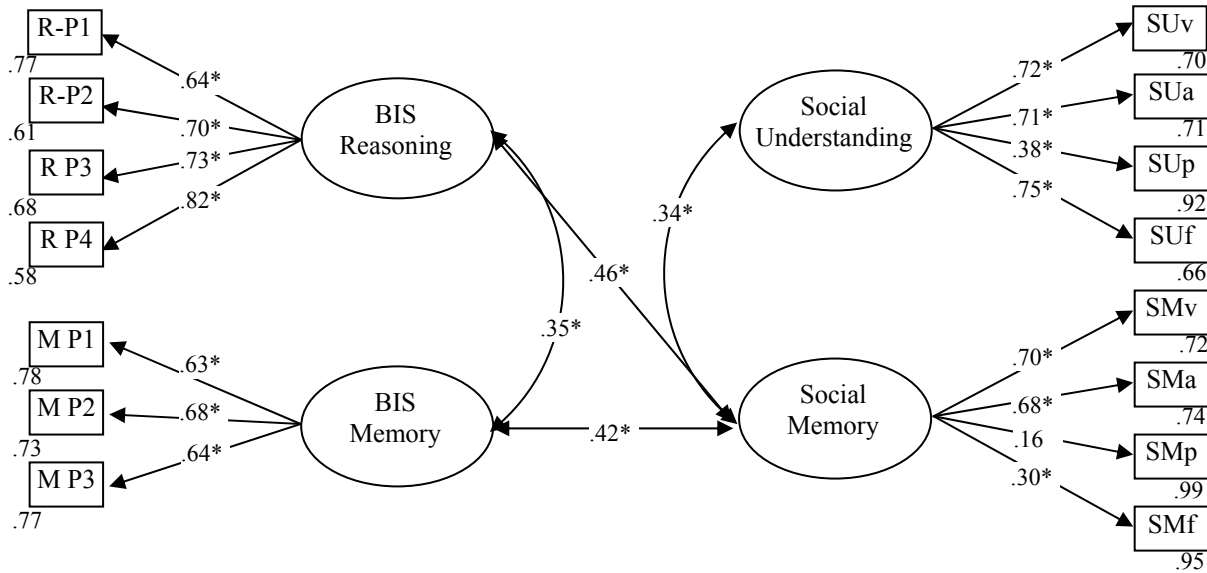 R-P1
.77
R-P2
.61
R P3
.68
R P4
.58
M P1
.78
M P2
.73
M P3
.77
.64*
.70*
.73*
.82*
.63*
.68*
.64*
BIS
Reasoning
BIS
Memory
.35*
.46*
.42*
.34*
Social
Understanding
Social
Memory
.72*
.71*
.38*
.75*
.70*
.68*
.16
.30*
SUv
.70
SUa
.71
SUp
.92
SUf
.66
SMv
.72
SMa
.74
SMp
.99
SMf
.95